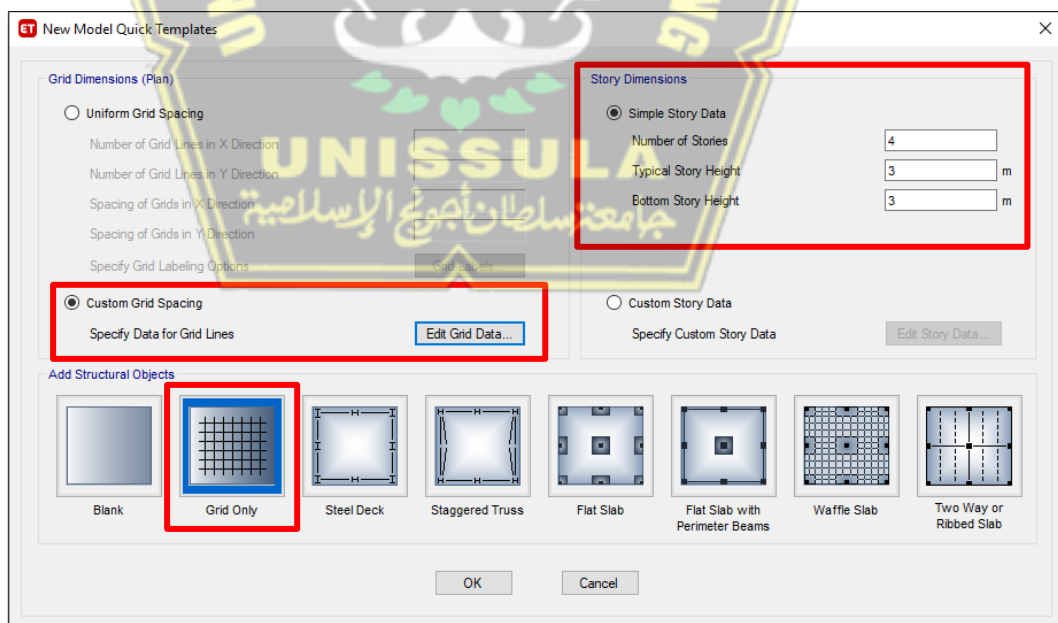 ET New Model Quick Templates
Grid Dimensions (Plan)
Uniform Grid Spacing
Number of Grid Lines in X Direction
Number of Grid Lines in Y Direction
Spacing of Grids in X Direction
Spacing of Grids in Y Direction
Specify Grid Labeling Options
Grid Labels...
Custom Grid Spacing
Specify Data for Grid Lines
Edit Grid Data...
Story Dimensions
Simple Story Data
Number of Stories 4
Typical Story Height 3 m
Bottom Story Height 3 m
Custom Story Data
Specify Custom Story Data
Edit Story Data...
UNISSULA
جامعنسلطان أجونج الإسلامية
Add Structural Objects
Blank
Grid Only
Steel Deck
Staggered Truss
Flat Slab
Flat Slab with
Perimeter Beams
Waffle Slab
Two Way or
Ribbed Slab
OK
Cancel